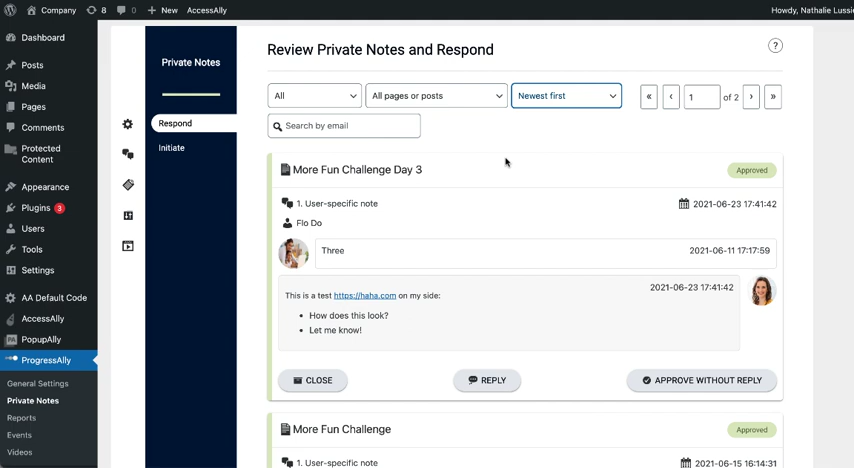 Company 8 0 New AccessAlly Howdy, Nathalie Lussie
Dashboard
Posts
Media
Pages
Comments
Protected
Content
Appearance
Plugins 3
Users
Tools
Settings
AA Default Code
AccessAlly
PopupAlly
ProgressAlly
General Settings
Private Notes
Reports
Events
Videos
Private Notes
Respond
Initiate
Review Private Notes and Respond ?
All All pages or posts Newest first « ‹ 1 of 2 › »
Search by email
More Fun Challenge Day 3 Approved
1. User-specific note 2021-06-23 17:41:42
Flo Do
Three 2021-06-11 17:17:59
2021-06-23 17:41:42
This is a test https://haha.com on my side:
• How does this look?
• Let me know!
CLOSE REPLY APPROVE WITHOUT REPLY
More Fun Challenge Approved
1. User-specific note 2021-06-15 16:14:31